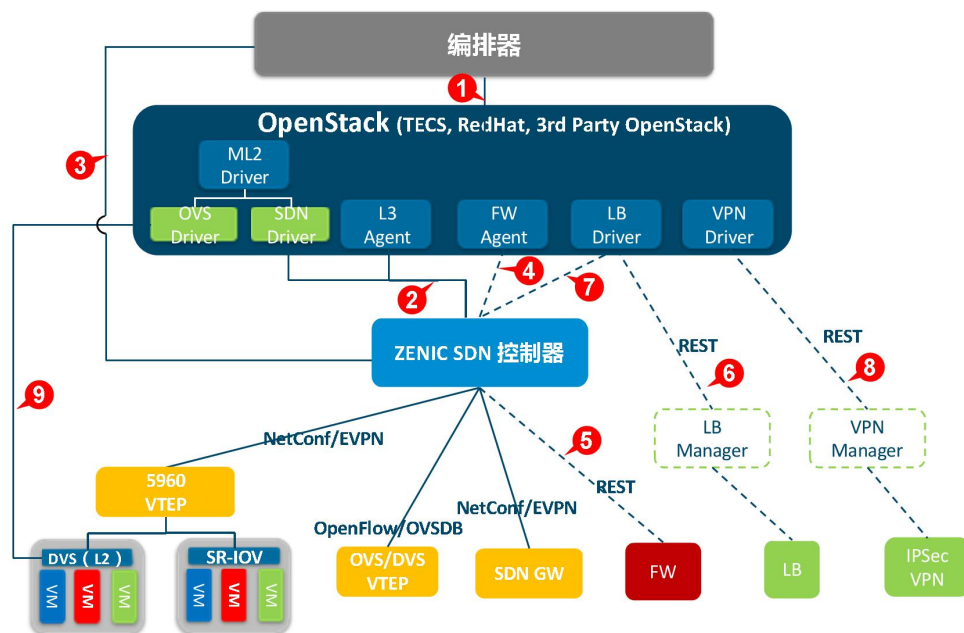 编排器
1
OpenStack (TECS, RedHat, 3rd Party OpenStack)
3
ML2
Driver
OVS
Driver
SDN
Driver
L3
Agent
FW
Agent
LB
Driver
VPN
Driver
4
7
2
ZENIC SDN 控制器
REST
6
REST
8
9
NetConf/EVPN
5
LB
Manager
VPN
Manager
5960
VTEP
REST
NetConf/EVPN
OpenFlow/OVSDB
DVS（L2）
VM
VM
VM
SR-IOV
VM
VM
VM
OVS/DVS
VTEP
SDN GW
FW
LB
IPSec
VPN